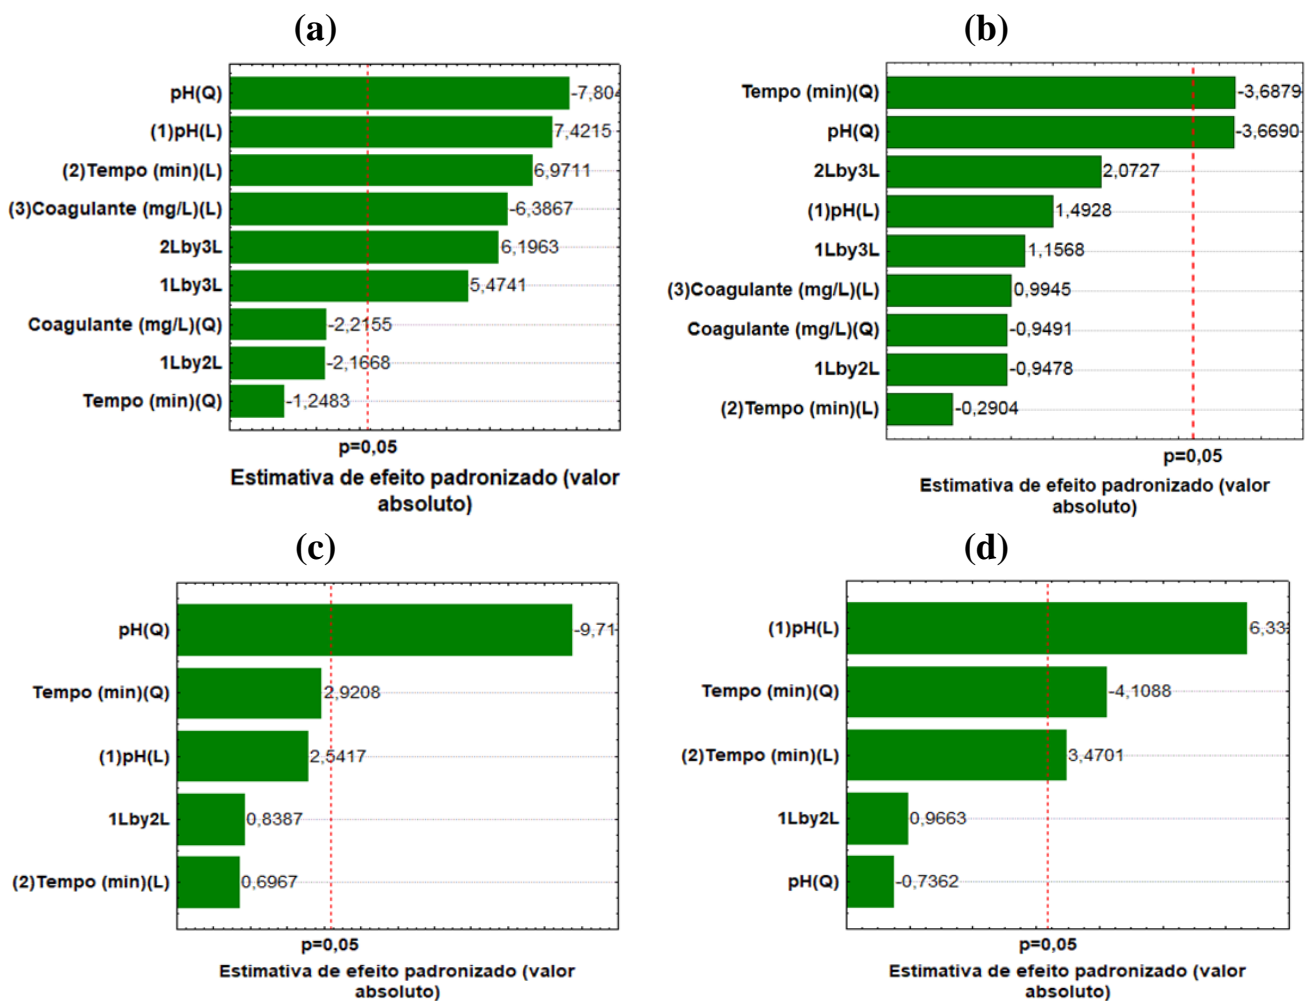 (a)
pH(Q)
-7,804
(1)pH(L)
7,4215
(2)Tempo (min)(L)
6,9711
(3)Coagulante (mg/L)(L)
-6,3867
2Lby3L
6,1963
1Lby3L
5,4741
Coagulante (mg/L)(Q)
-2,2155
1Lby2L
-2,1668
Tempo (min)(Q)
-1,2483
p=0,05
Estimativa de efeito padronizado (valor
absoluto)
(b)
Tempo (min)(Q)
-3,6879
pH(Q)
-3,6690
2Lby3L
2,0727
(1)pH(L)
1,4928
1Lby3L
1,1568
(3)Coagulante (mg/L)(L)
0,9945
Coagulante (mg/L)(Q)
-0,9491
1Lby2L
-0,9478
(2)Tempo (min)(L)
-0,2904
p=0,05
Estimativa de efeito padronizado (valor
absoluto)
(c)
pH(Q)
-9,71
Tempo (min)(Q)
2,9208
(1)pH(L)
2,5417
1Lby2L
0,8387
(2)Tempo (min)(L)
0,6967
p=0,05
Estimativa de efeito padronizado (valor
absoluto)
(d)
(1)pH(L)
6,33
Tempo (min)(Q)
-4,1088
(2)Tempo (min)(L)
3,4701
1Lby2L
0,9663
pH(Q)
-0,7362
p=0,05
Estimativa de efeito padronizado (valor
absoluto)